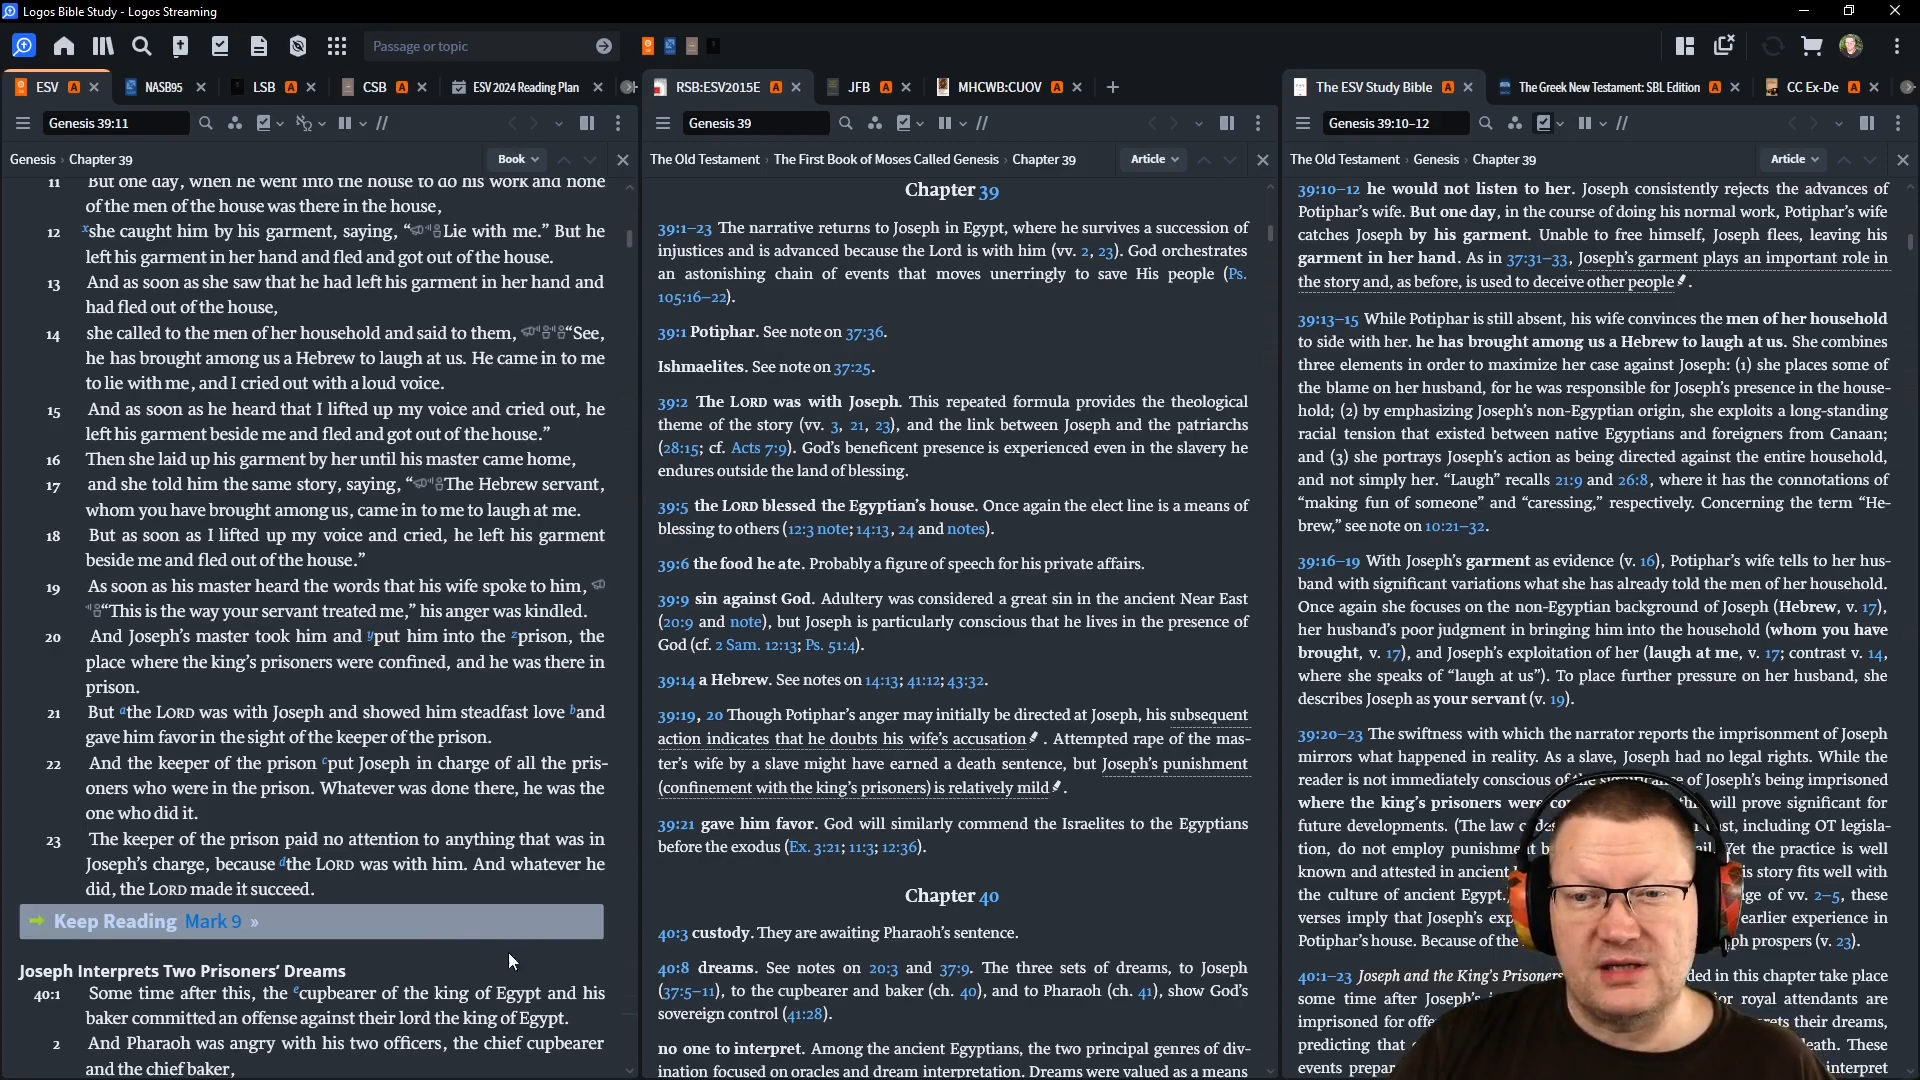 Logos Bible Study - Logos Streaming
Passage or topic
ESV A
NASB95
LSB A
CSB A
ESV 2024 Reading Plan
RSB:ESV2015E A
JFB A
MHCWB:CUOV A
The ESV Study Bible A
The Greek New Testament: SBL Edition A
CC Ex-De A
Genesis 39:11
Genesis 39
Genesis 39:10–12
Genesis › Chapter 39
Book
11 But one day, when he went into the house to do his work and none
of the men of the house was there in the house,
12 xshe caught him by his garment, saying, “Lie with me.” But he
left his garment in her hand and fled and got out of the house.
13 And as soon as she saw that he had left his garment in her hand and
had fled out of the house,
14 she called to the men of her household and said to them, “See,
he has brought among us a Hebrew to laugh at us. He came in to me
to lie with me, and I cried out with a loud voice.
15 And as soon as he heard that I lifted up my voice and cried out, he
left his garment beside me and fled and got out of the house.”
16 Then she laid up his garment by her until his master came home,
17 and she told him the same story, saying, “The Hebrew servant,
whom you have brought among us, came in to me to laugh at me.
18 But as soon as I lifted up my voice and cried, he left his garment
beside me and fled out of the house.”
19 As soon as his master heard the words that his wife spoke to him,
“This is the way your servant treated me,” his anger was kindled.
20 And Joseph’s master took him and yput him into the zprison, the
place where the king’s prisoners were confined, and he was there in
prison.
21 But athe LORD was with Joseph and showed him steadfast love band
gave him favor in the sight of the keeper of the prison.
22 And the keeper of the prison cput Joseph in charge of all the pris-
oners who were in the prison. Whatever was done there, he was the
one who did it.
23 The keeper of the prison paid no attention to anything that was in
Joseph’s charge, because dthe LORD was with him. And whatever he
did, the LORD made it succeed.
Keep Reading Mark 9 »
Joseph Interprets Two Prisoners’ Dreams
40:1 Some time after this, the ecupbearer of the king of Egypt and his
baker committed an offense against their lord the king of Egypt.
2 And Pharaoh was angry with his two officers, the chief cupbearer
and the chief baker,
The Old Testament › The First Book of Moses Called Genesis › Chapter 39
Article
Chapter 39
39:1–23 The narrative returns to Joseph in Egypt, where he survives a succession of
injustices and is advanced because the Lord is with him (vv. 2, 23). God orchestrates
an astonishing chain of events that moves unerringly to save His people (Ps.
105:16–22).
39:1 Potiphar. See note on 37:36.
Ishmaelites. See note on 37:25.
39:2 The LORD was with Joseph. This repeated formula provides the theological
theme of the story (vv. 3, 21, 23), and the link between Joseph and the patriarchs
(28:15; cf. Acts 7:9). God’s beneficent presence is experienced even in the slavery he
endures outside the land of blessing.
39:5 the LORD blessed the Egyptian’s house. Once again the elect line is a means of
blessing to others (12:3 note; 14:13, 24 and notes).
39:6 the food he ate. Probably a figure of speech for his private affairs.
39:9 sin against God. Adultery was considered a great sin in the ancient Near East
(20:9 and note), but Joseph is particularly conscious that he lives in the presence of
God (cf. 2 Sam. 12:13; Ps. 51:4).
39:14 a Hebrew. See notes on 14:13; 41:12; 43:32.
39:19, 20 Though Potiphar’s anger may initially be directed at Joseph, his subsequent
action indicates that he doubts his wife’s accusation. Attempted rape of the mas-
ter’s wife by a slave might have earned a death sentence, but Joseph’s punishment
(confinement with the king’s prisoners) is relatively mild.
39:21 gave him favor. God will similarly commend the Israelites to the Egyptians
before the exodus (Ex. 3:21; 11:3; 12:36).
Chapter 40
40:3 custody. They are awaiting Pharaoh’s sentence.
40:8 dreams. See notes on 20:3 and 37:9. The three sets of dreams, to Joseph
(37:5–11), to the cupbearer and baker (ch. 40), and to Pharaoh (ch. 41), show God’s
sovereign control (41:28).
no one to interpret. Among the ancient Egyptians, the two principal genres of div-
ination focused on oracles and dream interpretation. Dreams were valued as a means
The Old Testament › Genesis › Chapter 39
Article
39:10–12 he would not listen to her. Joseph consistently rejects the advances of
Potiphar’s wife. But one day, in the course of doing his normal work, Potiphar’s wife
catches Joseph by his garment. Unable to free himself, Joseph flees, leaving his
garment in her hand. As in 37:31–33, Joseph’s garment plays an important role in
the story and, as before, is used to deceive other people.
39:13–15 While Potiphar is still absent, his wife convinces the men of her household
to side with her. he has brought among us a Hebrew to laugh at us. She combines
three elements in order to maximize her case against Joseph: (1) she places some of
the blame on her husband, for he was responsible for Joseph’s presence in the house-
hold; (2) by emphasizing Joseph’s non-Egyptian origin, she exploits a long-standing
racial tension that existed between native Egyptians and foreigners from Canaan;
and (3) she portrays Joseph’s action as being directed against the entire household,
and not simply her. “Laugh” recalls 21:9 and 26:8, where it has the connotations of
“making fun of someone” and “caressing,” respectively. Concerning the term “He-
brew,” see note on 10:21–32.
39:16–19 With Joseph’s garment as evidence (v. 16), Potiphar’s wife tells to her hus-
band with significant variations what she has already told the men of her household.
Once again she focuses on the non-Egyptian background of Joseph (Hebrew, v. 17),
her husband’s poor judgment in bringing him into the household (whom you have
brought, v. 17), and Joseph’s exploitation of her (laugh at me, v. 17; contrast v. 14,
where she speaks of “laugh at us”). To place further pressure on her husband, she
describes Joseph as your servant (v. 19).
39:20–23 The swiftness with which the narrator reports the imprisonment of Joseph
mirrors what happened in reality. As a slave, Joseph had no legal rights. While the
reader is not immediately conscious of the significance of Joseph’s being imprisoned
where the king’s prisoners were will prove significant for
future developments. (The law including OT legisla-
tion, do not employ punishment Yet the practice is well
known and attested in ancient is story fits well with
the culture of ancient Egypt. of vv. 2–5, these
verses imply that Joseph’s earlier experience in
Potiphar’s house. Because of the prospers (v. 23).
40:1–23 Joseph and the King’s Prisoners in this chapter take place
some time after Joseph’s royal attendants are
imprisoned for their dreams,
predicting that These
events interpret